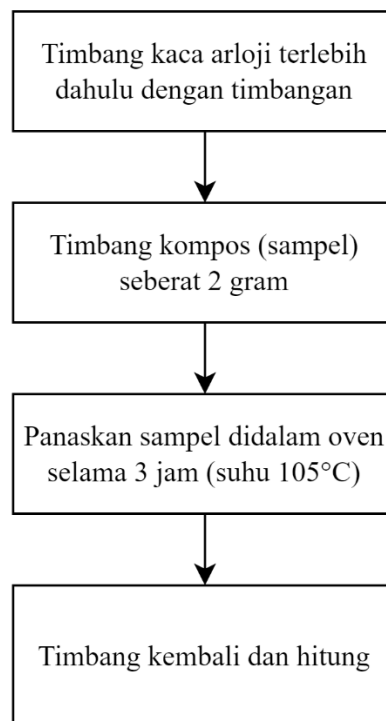 Timbang kaca arloji terlebih
dahulu dengan timbangan
Timbang kompos (sampel)
seberat 2 gram
Panaskan sampel didalam oven
selama 3 jam (suhu 105°C)
Timbang kembali dan hitung